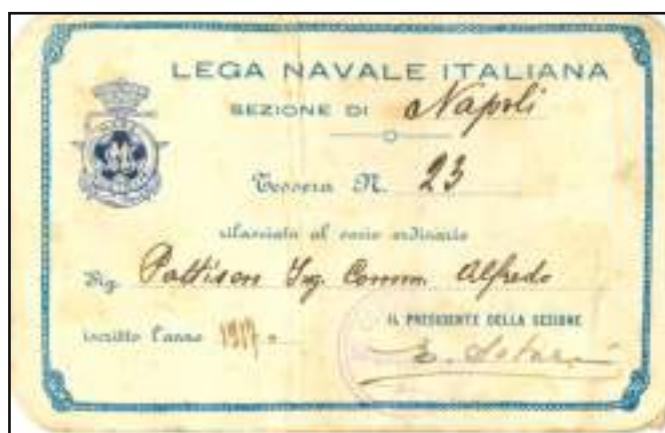 LEGA NAVALE ITALIANA
SEZIONE DI Napoli
Tessera N. 23
rilasciata al socio ordinario
Sig. Pattison Ing. Comm. Alfredo
iscritto l'anno 1917
IL PRESIDENTE DELLA SEZIONE